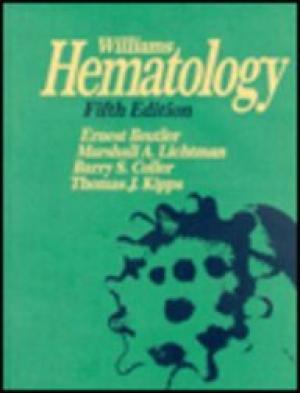 Williams
Hematology
Fifth Edition
Ernest Beutler
Marshall A. Lichtman
Barry S. Coller
Thomas J. Kipps